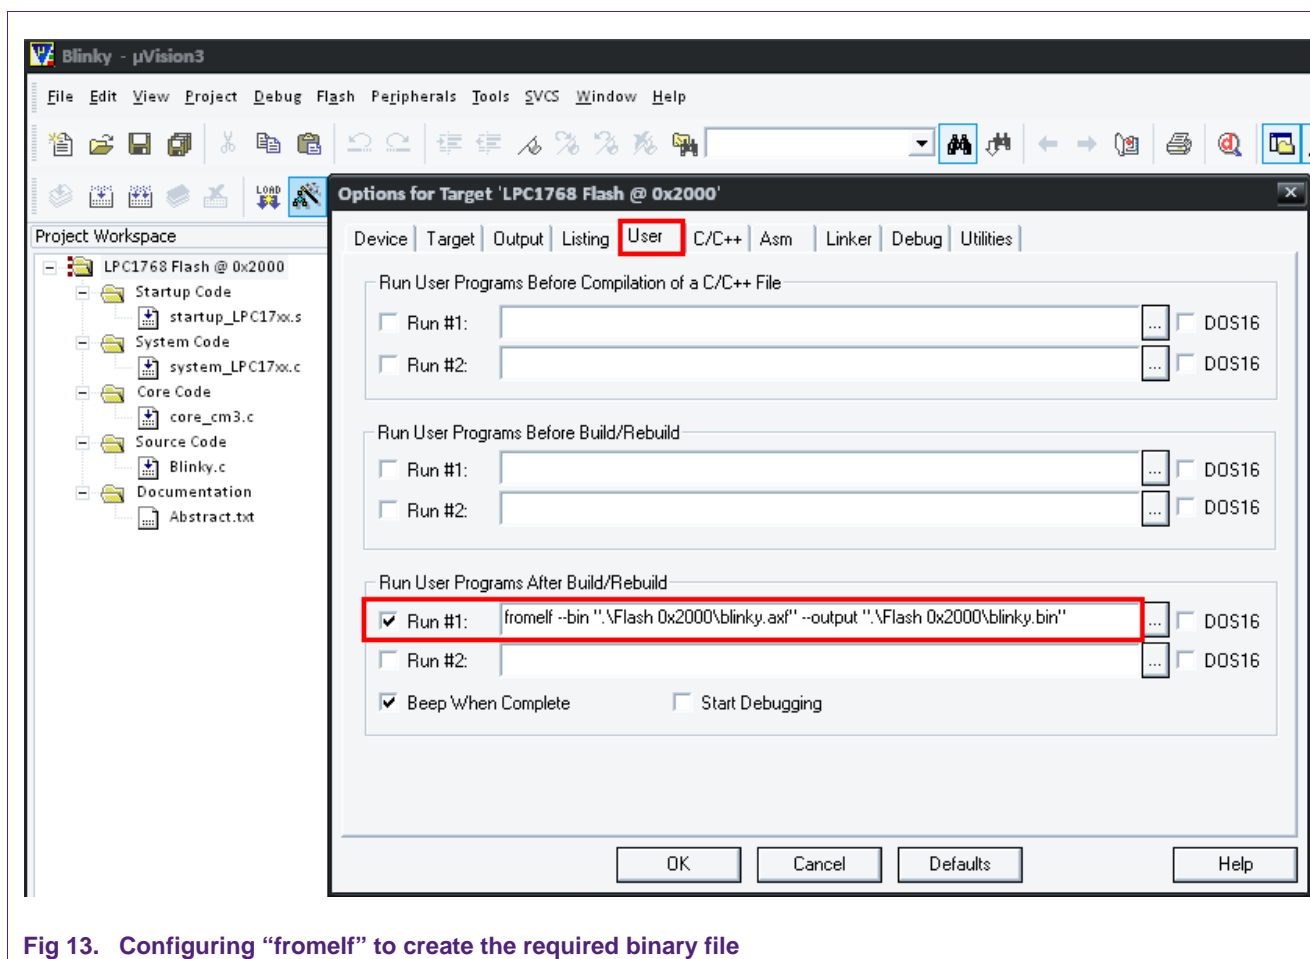 Blinky - µVision3
File Edit View Project Debug Flash Peripherals Tools SVCS Window Help
LOAD
Options for Target 'LPC1768 Flash @ 0x2000'
x
Project Workspace
Device Target Output Listing User C/C++ Asm Linker Debug Utilities
LPC1768 Flash @ 0x2000
Startup Code
startup_LPC17xx.s
System Code
system_LPC17xx.c
Core Code
core_cm3.c
Source Code
Blinky.c
Documentation
Abstract.txt
Run User Programs Before Compilation of a C/C++ File
Run #1: ... DOS16
Run #2: ... DOS16
Run User Programs Before Build/Rebuild
Run #1: ... DOS16
Run #2: ... DOS16
Run User Programs After Build/Rebuild
Run #1: fromelf --bin ".\Flash 0x2000\blinky.axf" --output ".\Flash 0x2000\blinky.bin" ... DOS16
Run #2: ... DOS16
Beep When Complete Start Debugging
OK Cancel Defaults Help
Fig 13. Configuring “fromelf” to create the required binary file